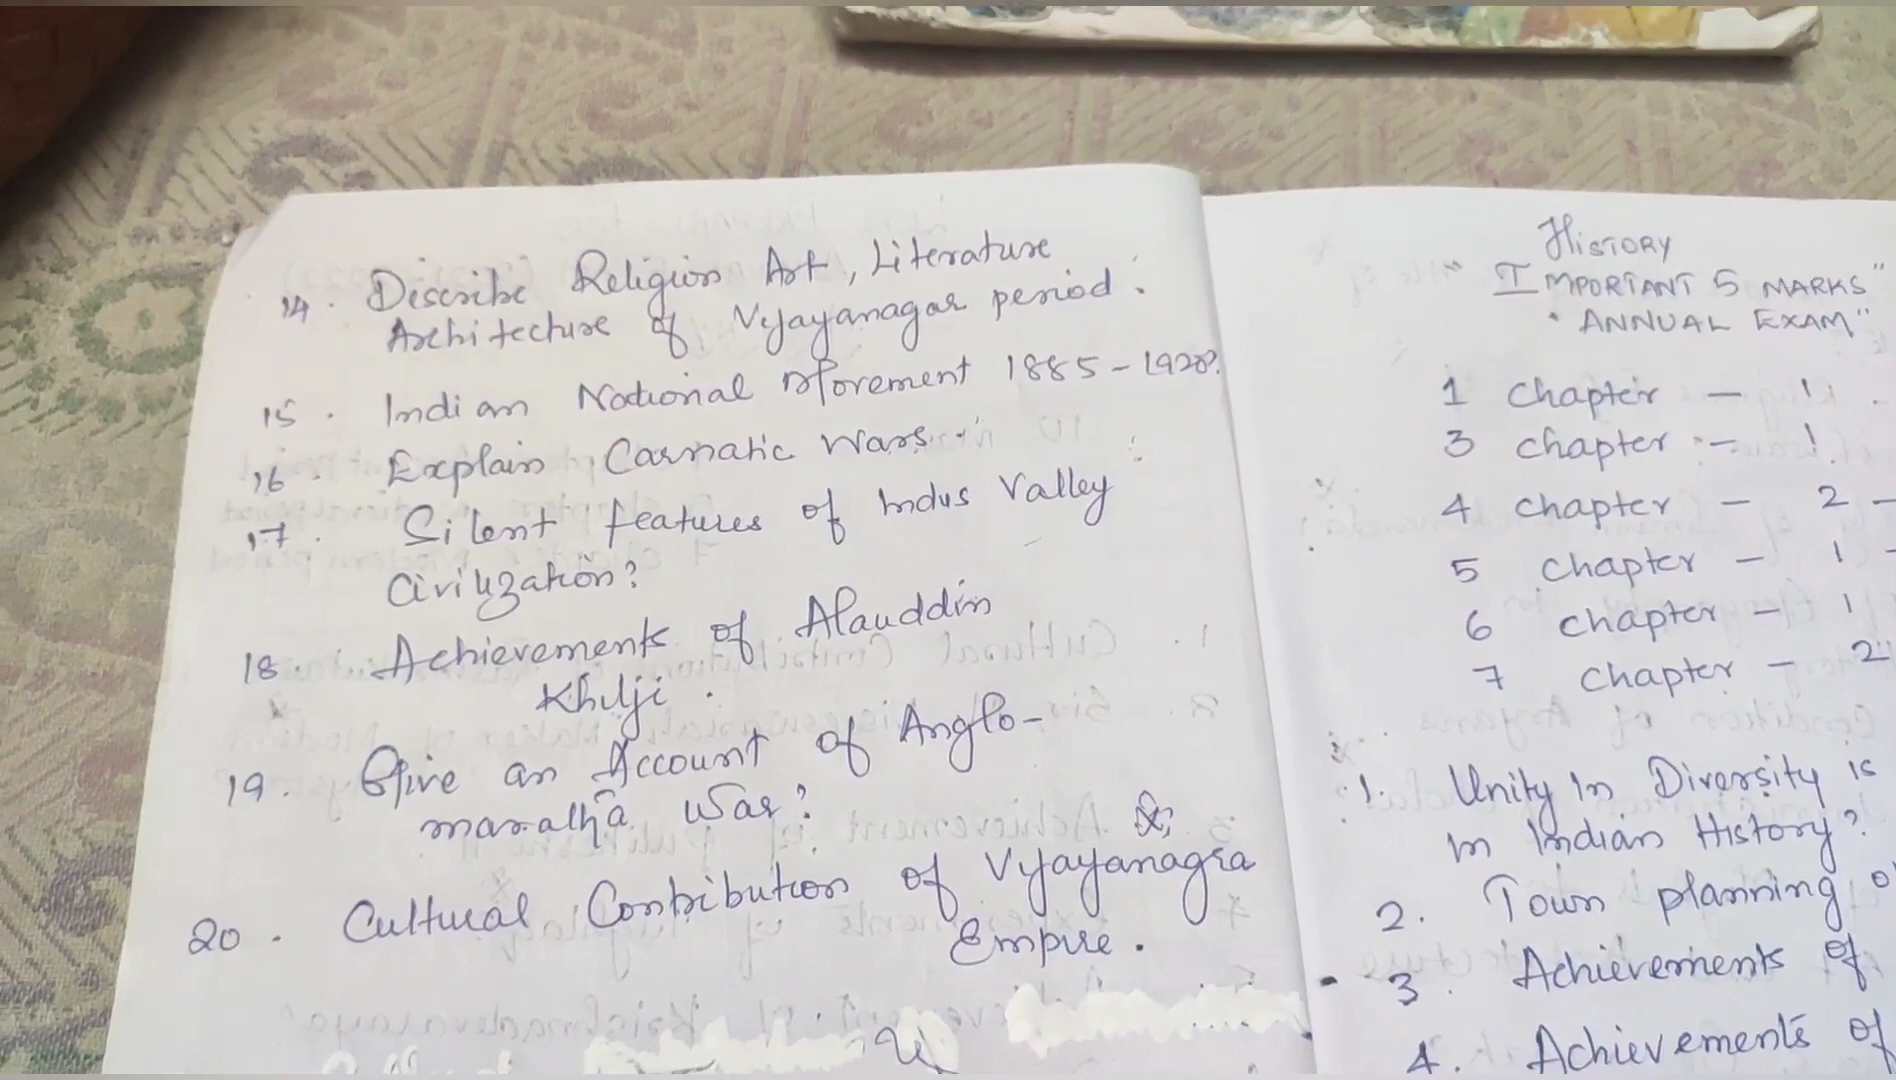 14. Discribe Religion Art, Literature
Architecture of Vijayanagar period.
15. Indian National Movement 1885-1920?
16. Explain Carnatic Wars.
17. Silent features of Indus Valley
Civilization?
18. Achievements of Alauddin
Khilji.
19. Give an Account of Anglo-
maratha War?
20. Cultural Contribution of Vijayanagra
Empire.
HISTORY
"IMPORTANT 5 MARKS"
"ANNUAL EXAM"
1 Chapter - 1
3 chapter - 1
4 chapter - 2 -
5 chapter - 1 -
6 chapter - 1
7 chapter - 2
1. Unity In Diversity is
in Indian History?
2. Town planning
3. Achievements of
4. Achievements of